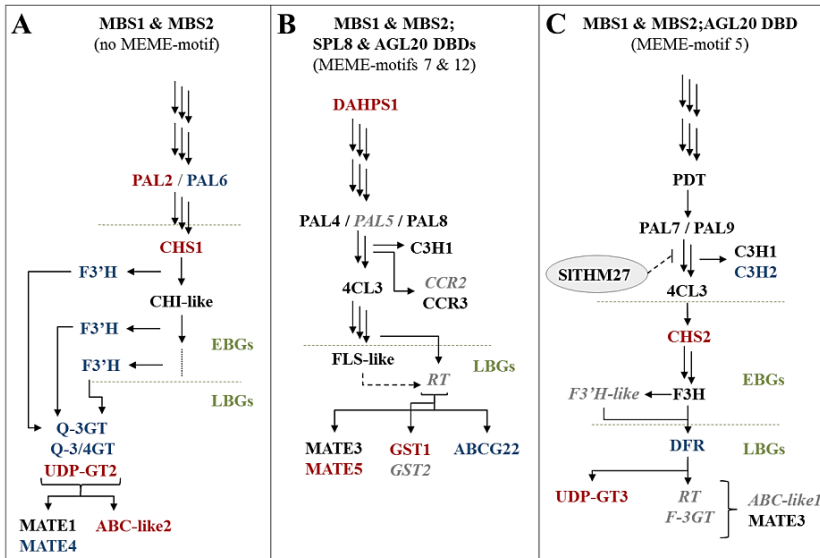 A
MBS1 & MBS2
(no MEME-motif)
PAL2 / PAL6
CHS1
F3’H
CHI-like
F3’H
EBGs
F3’H
LBGs
Q-3GT
Q-3/4GT
UDP-GT2
MATE1
ABC-like2
MATE4
B
MBS1 & MBS2;
SPL8 & AGL20 DBDs
(MEME-motifs 7 & 12)
DAHPS1
PAL4 / PAL5 / PAL8
C3H1
CCR2
4CL3
CCR3
FLS-like
LBGs
RT
MATE3
GST1
ABCG22
MATE5
GST2
C
MBS1 & MBS2;AGL20 DBD
(MEME-motif 5)
PDT
PAL7 / PAL9
SlTHM27
C3H1
C3H2
4CL3
CHS2
EBGs
F3’H-like
F3H
DFR
LBGs
UDP-GT3
RT
ABC-like1
F-3GT
MATE3